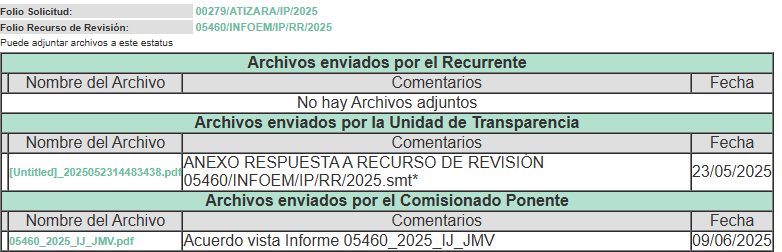 Folio Solicitud: 00279/ATIZARA/IP/2025
Folio Recurso de Revisión: 05460/INFOEM/IP/RR/2025
Puede adjuntar archivos a este estatus
Archivos enviados por el Recurrente
Nombre del Archivo Comentarios Fecha
No hay Archivos adjuntos
Archivos enviados por la Unidad de Transparencia
Nombre del Archivo Comentarios Fecha
[Untitled]_2025052314483438.pdf ANEXO RESPUESTA A RECURSO DE REVISIÓN 23/05/2025
05460/INFOEM/IP/RR/2025.smt*
Archivos enviados por el Comisionado Ponente
Nombre del Archivo Comentarios Fecha
05460_2025_IJ_JMV.pdf Acuerdo vista Informe 05460_2025_IJ_JMV 09/06/2025